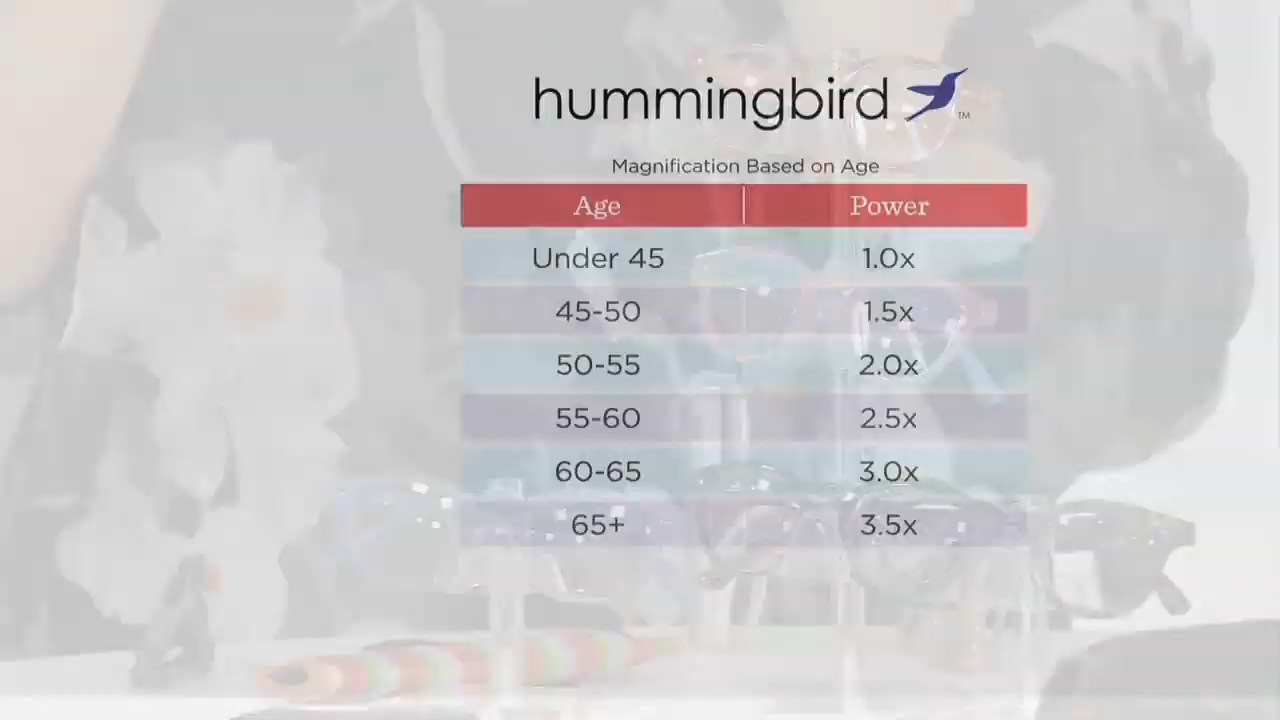 hummingbird ™
Magnification Based on Age
Age Power
Under 45 1.0x
45-50 1.5x
50-55 2.0x
55-60 2.5x
60-65 3.0x
65+ 3.5x